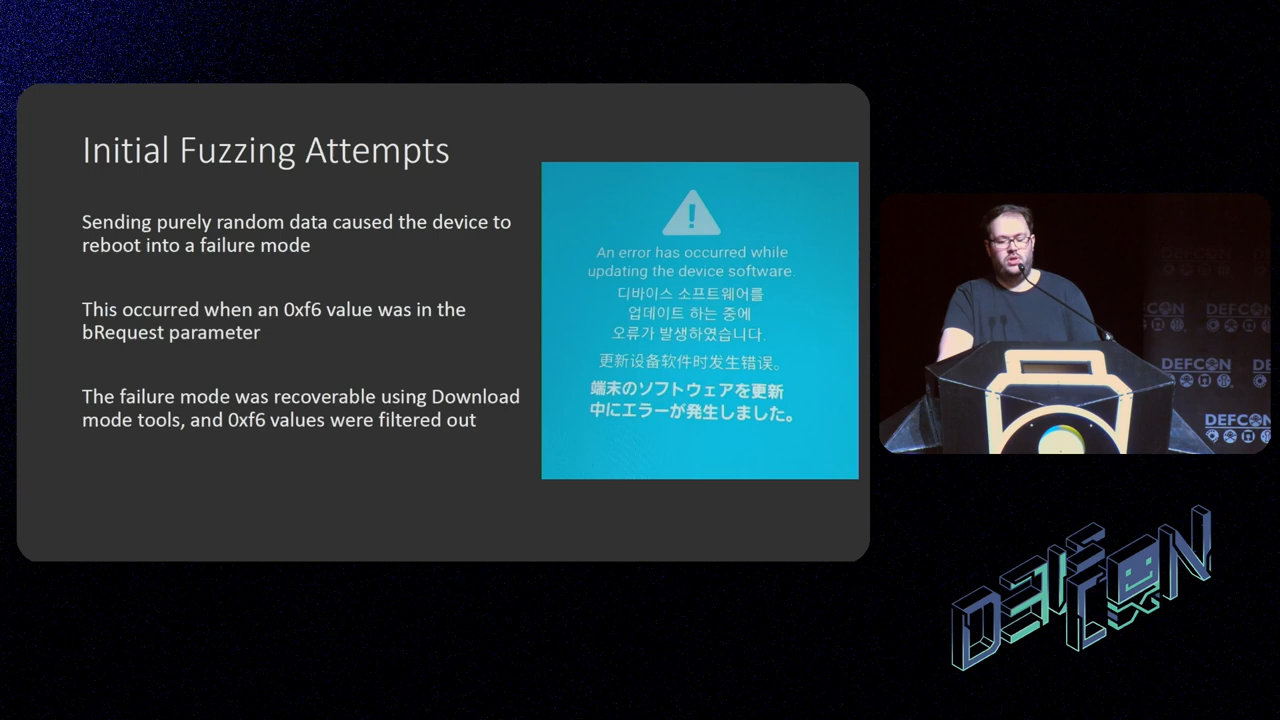 Initial Fuzzing Attempts
Sending purely random data caused the device to
reboot into a failure mode
This occurred when an 0xf6 value was in the
bRequest parameter
The failure mode was recoverable using Download
mode tools, and 0xf6 values were filtered out
!
An error has occurred while
updating the device software.
디바이스 소프트웨어를
업데이트 하는 중에
오류가 발생하였습니다.
更新设备软件时发生错误。
端末のソフトウェアを更新
中にエラーが発生しました。
DEFCON
DEFCON
DEFCON
DEFCON